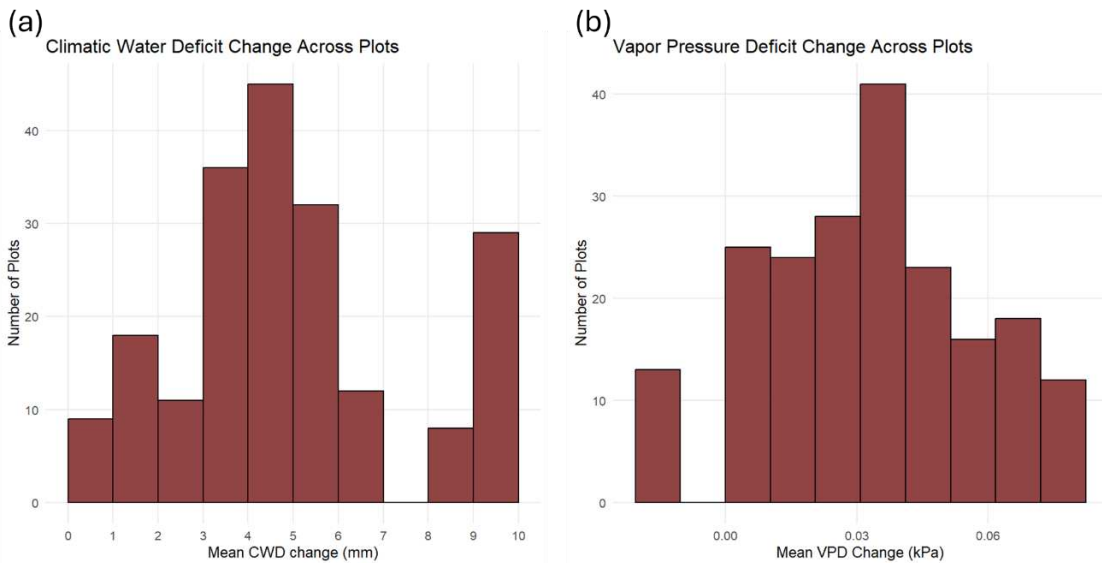 (a)
Climatic Water Deficit Change Across Plots
Number of Plots
40
30
20
10
0
0 1 2 3 4 5 6 7 8 9 10
Mean CWD change (mm)
(b)
Vapor Pressure Deficit Change Across Plots
Number of Plots
40
30
20
10
0
0.00 0.03 0.06
Mean VPD Change (kPa)